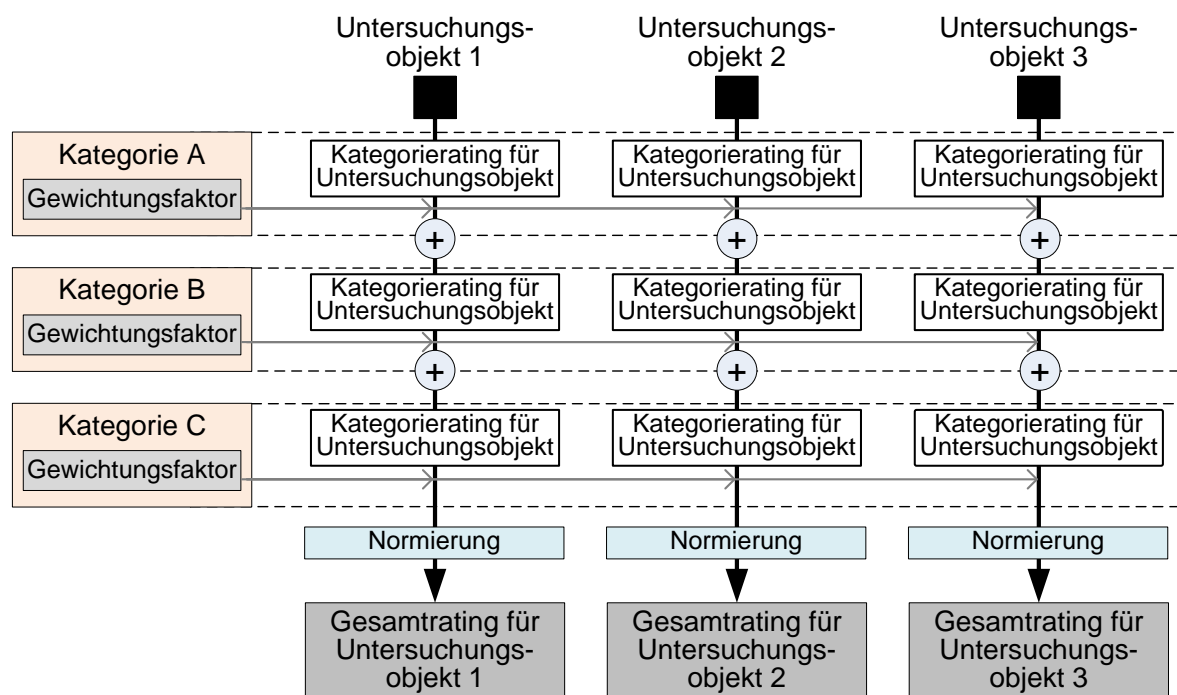 Untersuchungs-
objekt 1
Untersuchungs-
objekt 2
Untersuchungs-
objekt 3
Kategorie A
Gewichtungsfaktor
Kategorierating für
Untersuchungsobjekt
Kategorierating für
Untersuchungsobjekt
Kategorierating für
Untersuchungsobjekt
+
+
+
Kategorie B
Gewichtungsfaktor
Kategorierating für
Untersuchungsobjekt
Kategorierating für
Untersuchungsobjekt
Kategorierating für
Untersuchungsobjekt
+
+
+
Kategorie C
Gewichtungsfaktor
Kategorierating für
Untersuchungsobjekt
Kategorierating für
Untersuchungsobjekt
Kategorierating für
Untersuchungsobjekt
Normierung
Normierung
Normierung
Gesamtrating für
Untersuchungs-
objekt 1
Gesamtrating für
Untersuchungs-
objekt 2
Gesamtrating für
Untersuchungs-
objekt 3